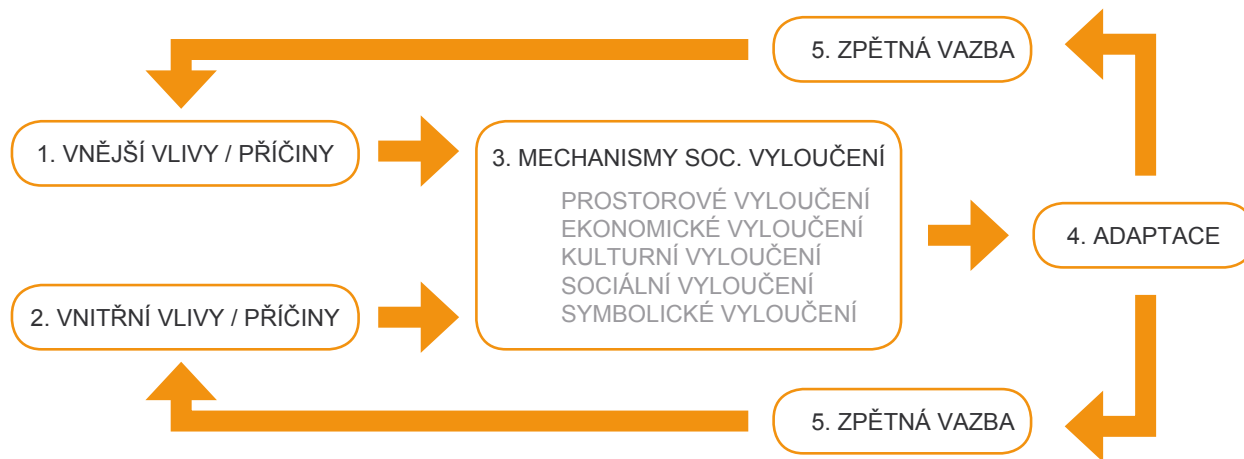 5. ZPĚTNÁ VAZBA
1. VNĚJŠÍ VLIVY / PŘÍČINY
3. MECHANISMY SOC. VYLOUČENÍ
PROSTOROVÉ VYLOUČENÍ
EKONOMICKÉ VYLOUČENÍ
KULTURNÍ VYLOUČENÍ
SOCIÁLNÍ VYLOUČENÍ
SYMBOLICKÉ VYLOUČENÍ
4. ADAPTACE
2. VNITŘNÍ VLIVY / PŘÍČINY
5. ZPĚTNÁ VAZBA